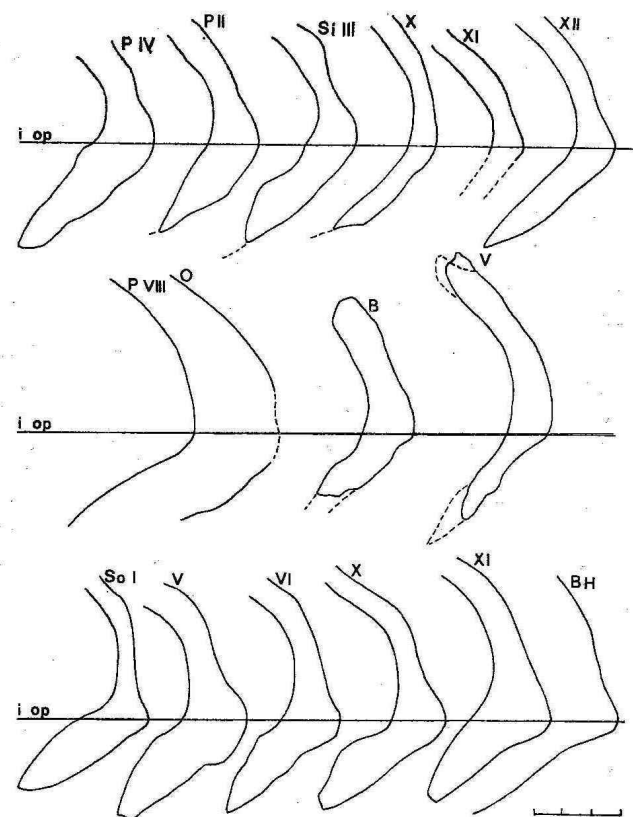 P IV P II Si III X XI XII
i op
P VIII O B V
i op
So I V VI X XI BH
i op